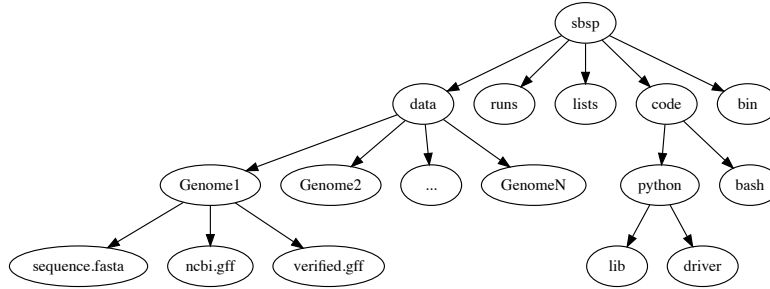 sbsp
data runs lists code bin
Genome1 Genome2 ... GenomeN python bash
sequence.fasta ncbi.gff verified.gff lib driver